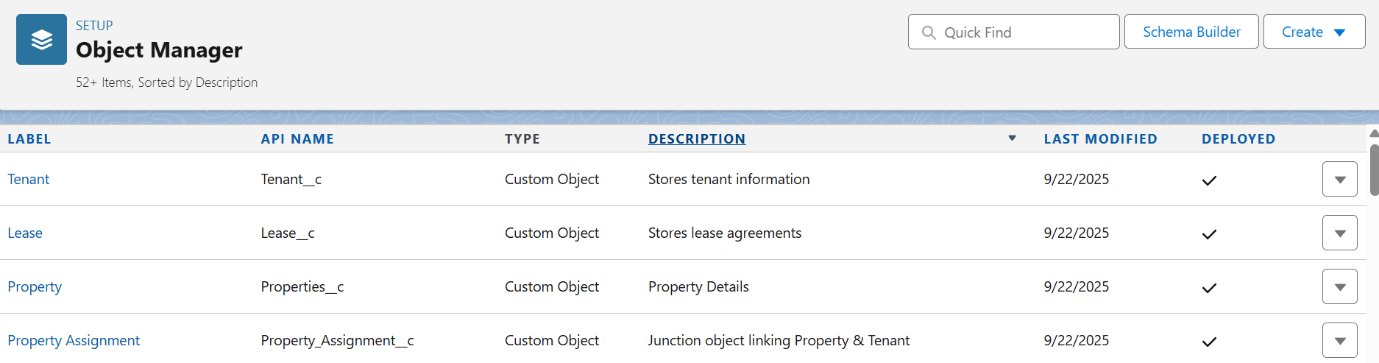 SETUP
Object Manager
52+ Items, Sorted by Description
Quick Find
Schema Builder
Create
LABEL API NAME TYPE DESCRIPTION LAST MODIFIED DEPLOYED
Tenant Tenant__c Custom Object Stores tenant information 9/22/2025
Lease Lease__c Custom Object Stores lease agreements 9/22/2025
Property Properties__c Custom Object Property Details 9/22/2025
Property Assignment Property_Assignment__c Custom Object Junction object linking Property & Tenant 9/22/2025